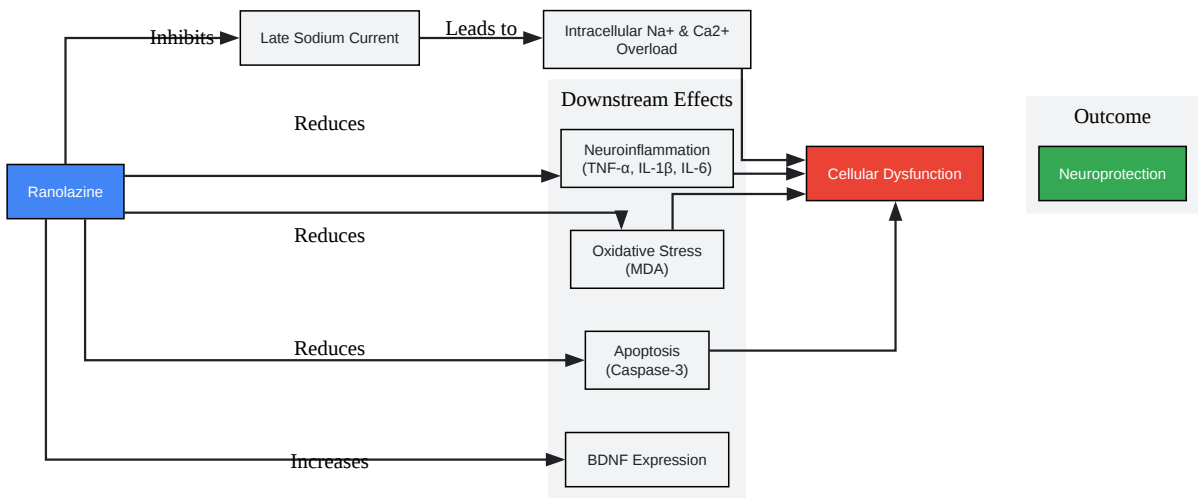 Inhibits
Late Sodium Current
Leads to
Intracellular Na+ & Ca2+
Overload
Downstream Effects
Reduces
Neuroinflammation
(TNF-α, IL-1β, IL-6)
Ranolazine
Cellular Dysfunction
Outcome
Neuroprotection
Reduces
Oxidative Stress
(MDA)
Reduces
Apoptosis
(Caspase-3)
Increases
BDNF Expression